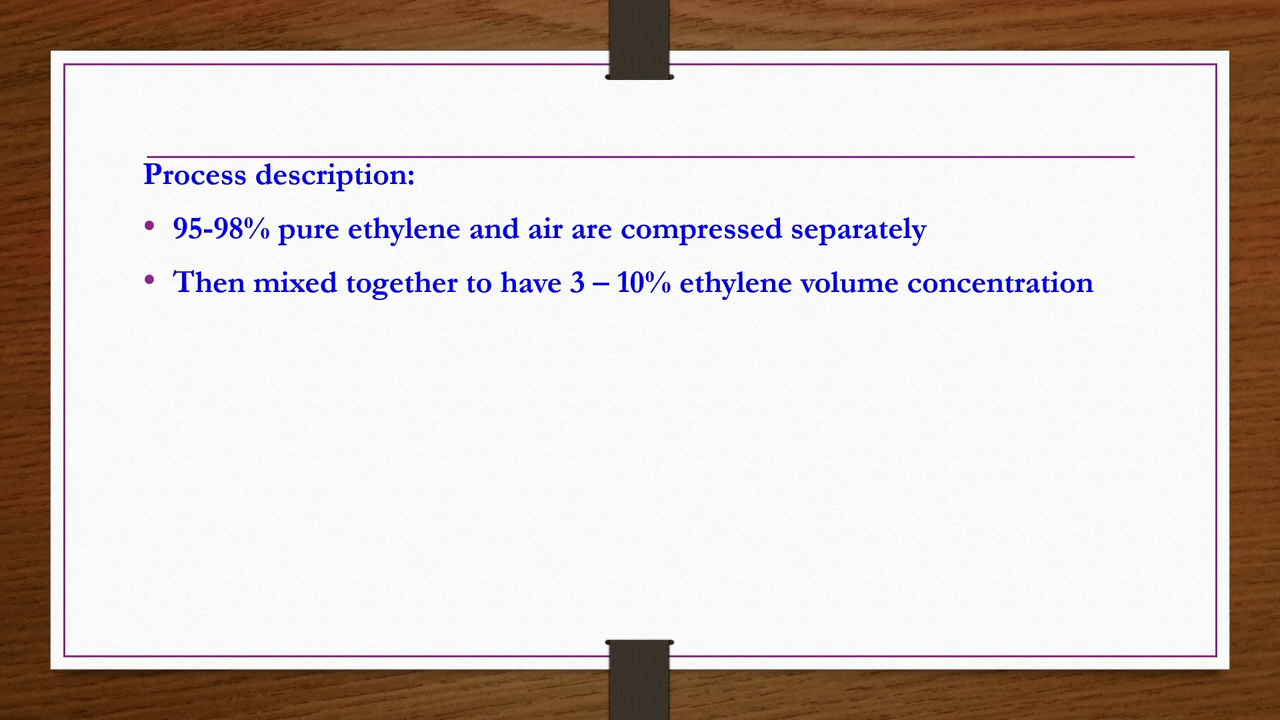 Process description:
• 95-98% pure ethylene and air are compressed separately
• Then mixed together to have 3 – 10% ethylene volume concentration